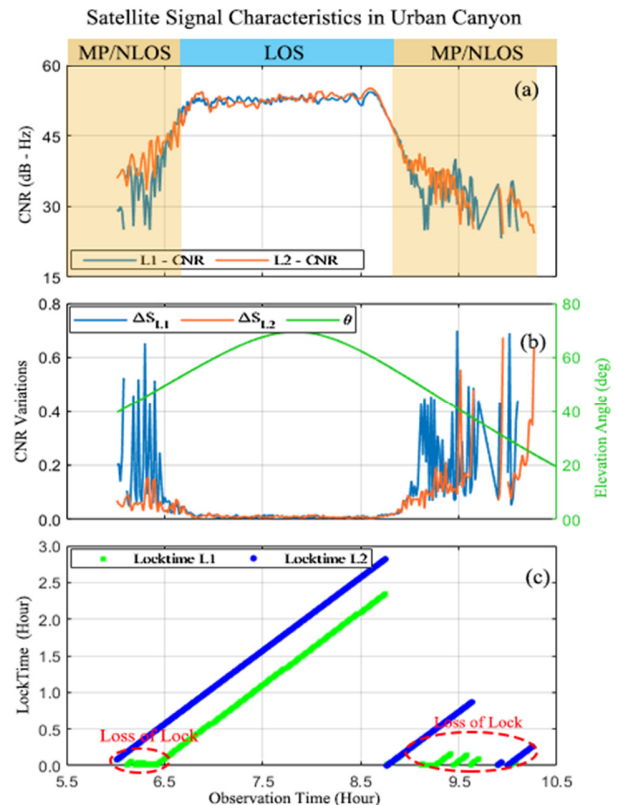 Satellite Signal Characteristics in Urban Canyon
MP/NLOS LOS MP/NLOS
60
(a)
45
CNR (dB - Hz)
30
L1 - CNR L2 - CNR
15
0.8 80
ΔS_L1 ΔS_L2 θ
(b)
0.6 60
CNR Variations
0.4 40
Elevation Angle (deg)
0.2 20
0.0 00
3.0
Locktime L1 Locktime L2
(c)
2.5
2.0
LockTime (Hour)
1.5
1.0
0.5
Loss of Lock Loss of Lock
0.0
5.5 6.5 7.5 8.5 9.5 10.5
Observation Time (Hour)